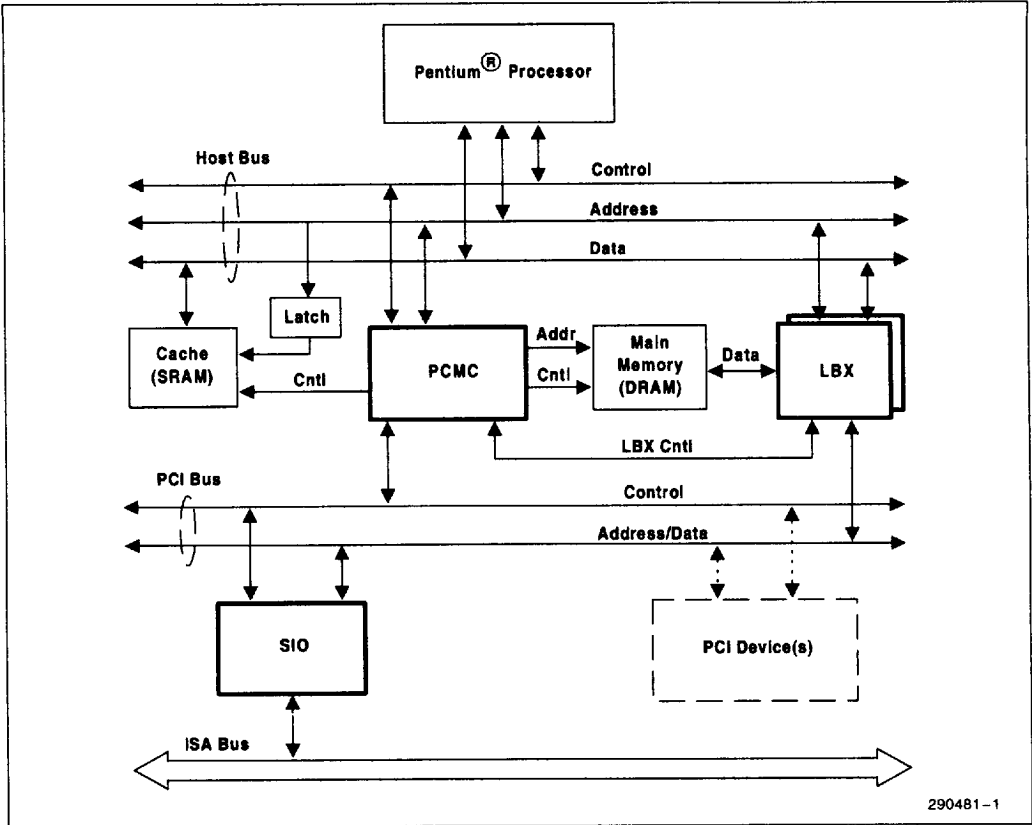 Pentium® Processor
Host Bus
Control
Address
Data
Latch
Cache
(SRAM)
Cntl
PCMC
Addr
Cntl
Main
Memory
(DRAM)
Data
LBX
LBX Cntl
PCI Bus
Control
Address/Data
SIO
PCI Device(s)
ISA Bus
290481-1